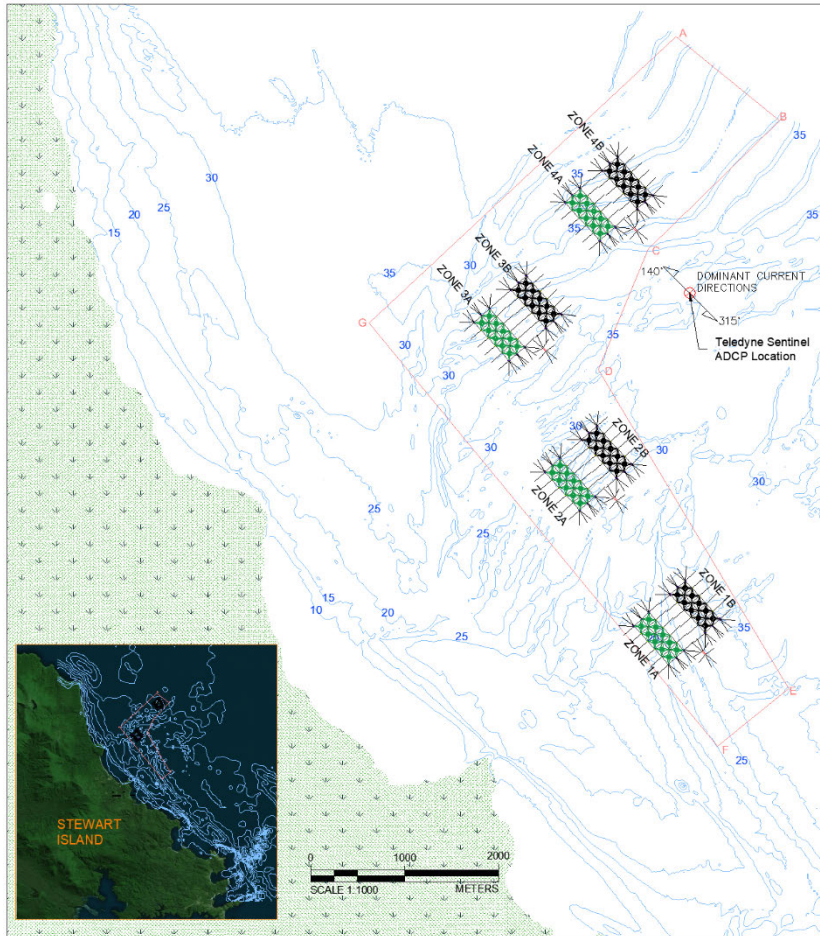 A
B
35
ZONE 4B
35
ZONE 4A
30
20
25
15
35
35
C
140°
DOMINANT CURRENT
DIRECTIONS
315°
Teledyne Sentinel
ADCP Location
35
30
ZONE 3B
ZONE 3A
G
30
35
30
D
30
ZONE 2B
30
30
30
ZONE 2A
25
25
15
10
20
25
ZONE 1B
35
ZONE 1A
E
F
25
STEWART
ISLAND
0
1000
2000
SCALE 1:1000
METERS